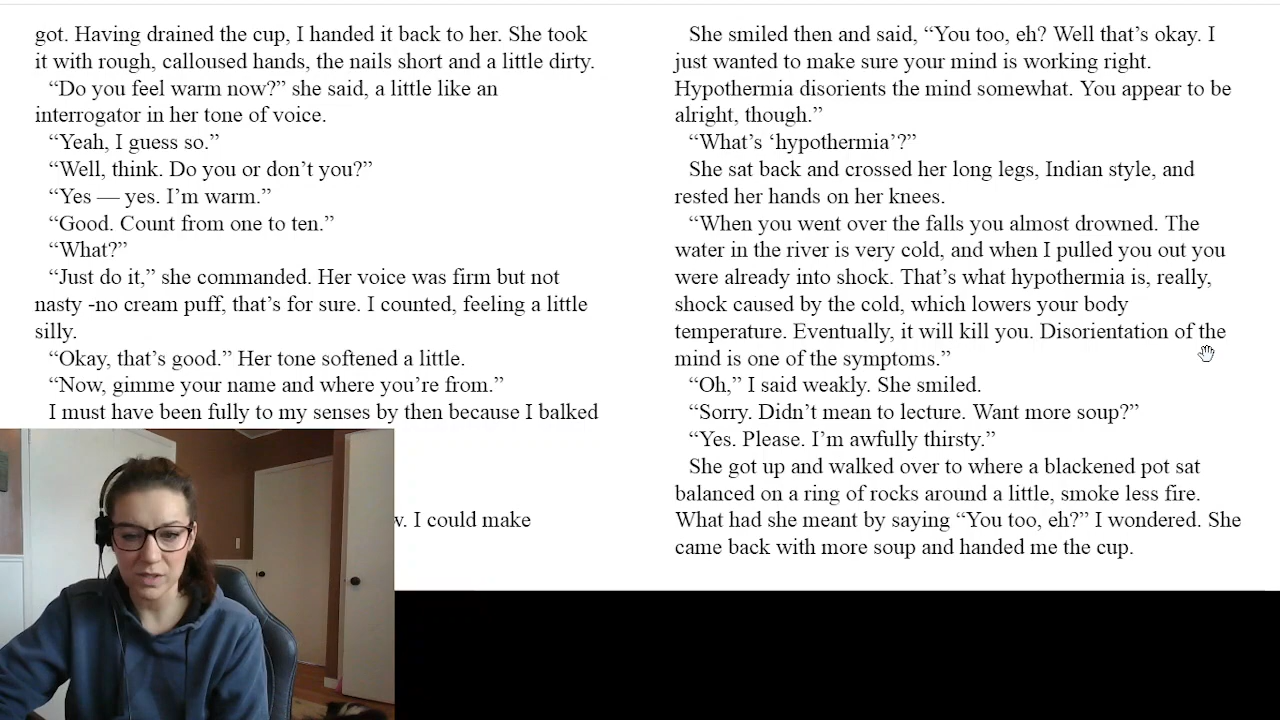 got. Having drained the cup, I handed it back to her. She took
it with rough, calloused hands, the nails short and a little dirty.
“Do you feel warm now?” she said, a little like an
interrogator in her tone of voice.
“Yeah, I guess so.”
“Well, think. Do you or don’t you?”
“Yes — yes. I’m warm.”
“Good. Count from one to ten.”
“What?”
“Just do it,” she commanded. Her voice was firm but not
nasty -no cream puff, that’s for sure. I counted, feeling a little
silly.
“Okay, that’s good.” Her tone softened a little.
“Now, gimme your name and where you’re from.”
I must have been fully to my senses by then because I balked
I could make
She smiled then and said, “You too, eh? Well that’s okay. I
just wanted to make sure your mind is working right.
Hypothermia disorients the mind somewhat. You appear to be
alright, though.”
“What’s ‘hypothermia’?”
She sat back and crossed her long legs, Indian style, and
rested her hands on her knees.
“When you went over the falls you almost drowned. The
water in the river is very cold, and when I pulled you out you
were already into shock. That’s what hypothermia is, really,
shock caused by the cold, which lowers your body
temperature. Eventually, it will kill you. Disorientation of the
mind is one of the symptoms.”
“Oh,” I said weakly. She smiled.
“Sorry. Didn’t mean to lecture. Want more soup?”
“Yes. Please. I’m awfully thirsty.”
She got up and walked over to where a blackened pot sat
balanced on a ring of rocks around a little, smoke less fire.
What had she meant by saying “You too, eh?” I wondered. She
came back with more soup and handed me the cup.